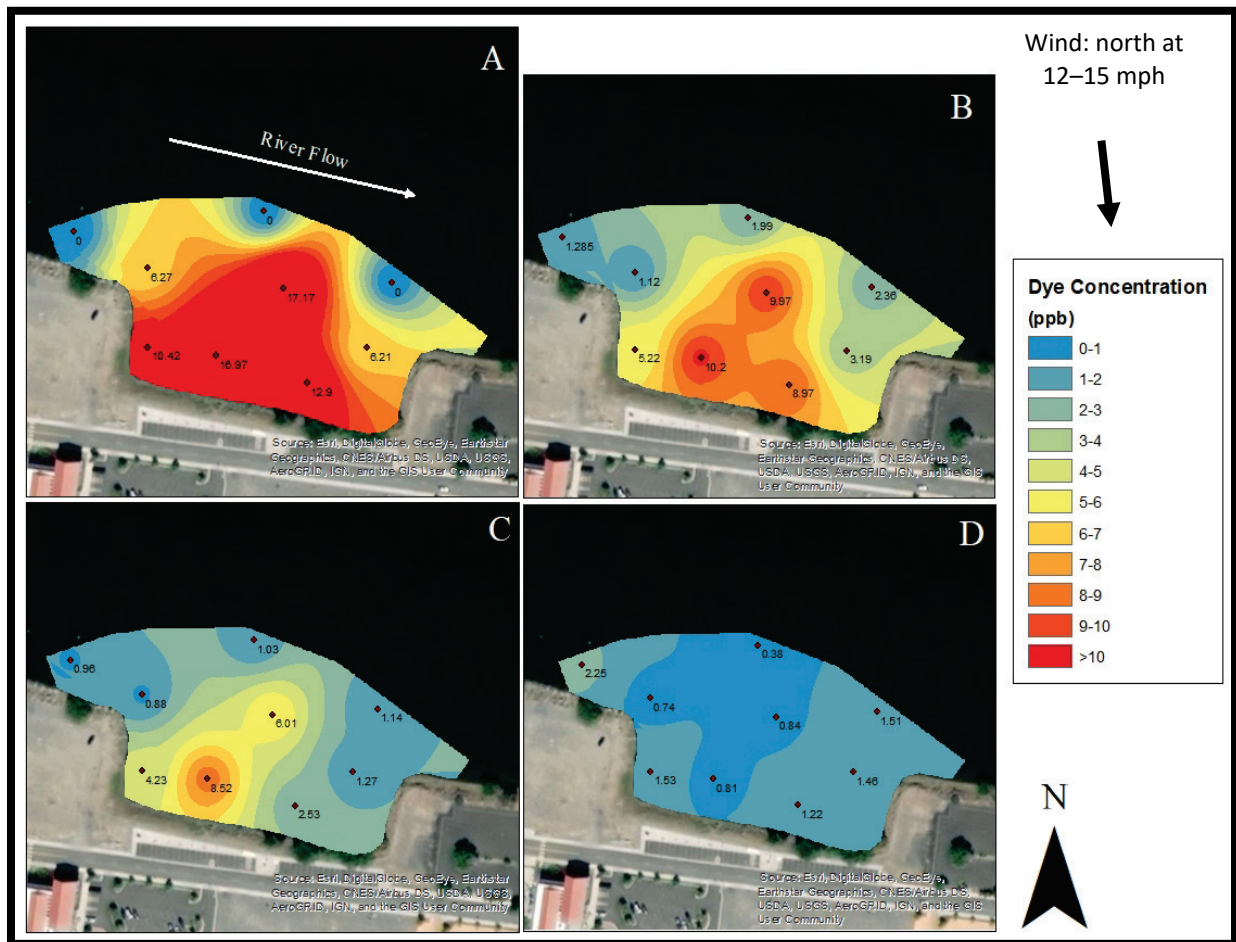 A
River Flow
0
0
0
6.27
17.17
6.21
16.97
12.9
Source: Esri, DigitalGlobe, GeoEye, Earthstar
Geographics, CNES/Airbus DS, USDA, USGS,
AeroGRID, IGN, and the GIS User Community
B
1.285
1.99
1.12
9.97
2.36
5.22
10.2
3.19
8.97
Source: Esri, DigitalGlobe, GeoEye,
Earthstar Geographics, CNES/Airbus DS,
USDA, USGS, AeroGRID, IGN, and the GIS
User Community
Wind: north at
12–15 mph
Dye Concentration
(ppb)
0-1
1-2
2-3
3-4
4-5
5-6
6-7
7-8
8-9
9-10
>10
C
0.96
1.03
0.88
6.01
1.14
4.23
8.52
1.27
2.53
Source: Esri, DigitalGlobe, GeoEye, Earthstar
Geographics, CNES/Airbus DS, USDA, USGS,
AeroGRID, IGN, and the GIS User Community
D
2.25
0.38
0.74
0.84
1.51
1.53
0.81
1.46
1.22
Source: Esri, DigitalGlobe, GeoEye,
Earthstar Geographics, CNES/Airbus DS,
USDA, USGS, AeroGRID, IGN, and the GIS
User Community
N